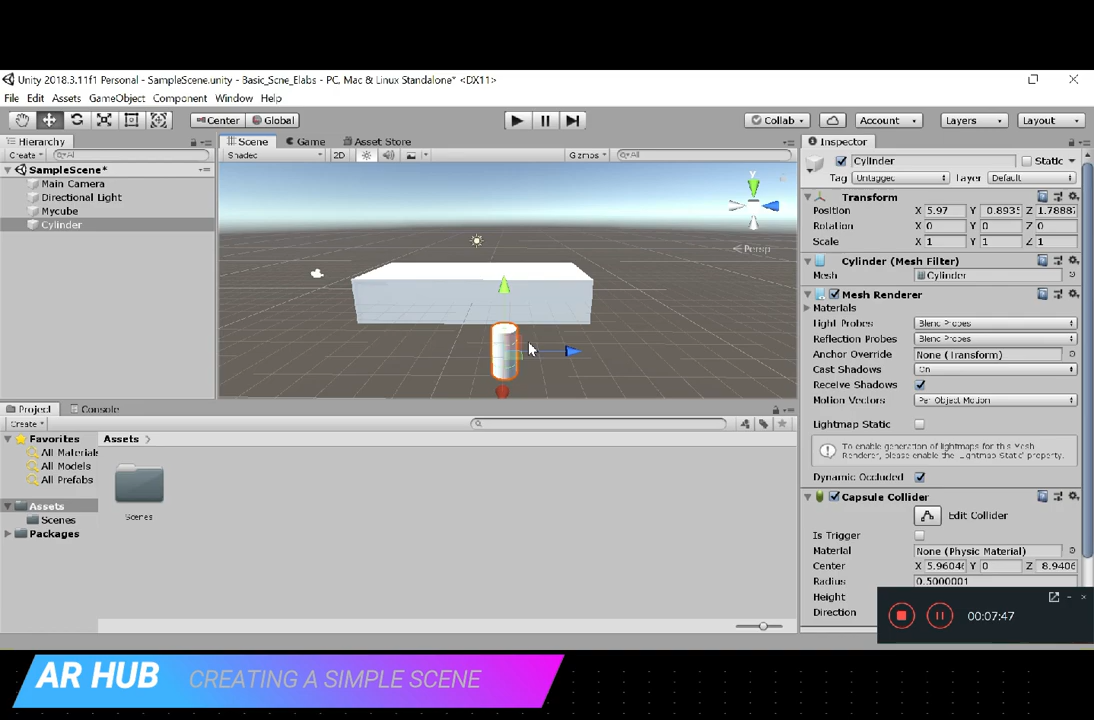 Unity 2018.3.11f1 Personal - SampleScene.unity - Basic_Scne_Elabs - PC, Mac & Linux Standalone* <DX11>
File Edit Assets GameObject Component Window Help
Center Global Collab Account Layers Layout
Hierarchy Scene Game Asset Store Inspector
Create All Shaded 2D Gizmos All
Cylinder Static
Tag Untagged Layer Default
SampleScene*
Main Camera
Directional Light
Mycube
Cylinder
y
Persp
Transform
Position X 5.97 Y 0.893 Z 1.7888
Rotation X 0 Y 0 Z 0
Scale X 1 Y 1 Z 1
Cylinder (Mesh Filter)
Mesh Cylinder
Mesh Renderer
Materials
Light Probes Blend Probes
Reflection Probes Blend Probes
Anchor Override None (Transform)
Cast Shadows On
Receive Shadows
Motion Vectors Per Object Motion
Lightmap Static
To enable generation of lightmaps for this Mesh
Renderer, please enable the 'Lightmap Static' property.
Dynamic Occluded
Capsule Collider
Edit Collider
Is Trigger
Material None (Physic Material)
Center X 5.9604 Y 0 Z 8.9406
Radius 0.5000001
Height
Direction
Project Console
Create
Favorites
All Materials
All Models
All Prefabs
Assets
Scenes
Packages
Assets
Scenes
00:07:47
AR HUB CREATING A SIMPLE SCENE